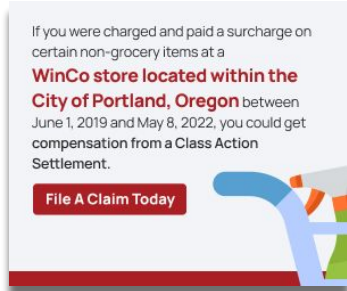 If you were charged and paid a surcharge on
certain non-grocery items at a
WinCo store located within the
City of Portland, Oregon between
June 1, 2019 and May 8, 2022, you could get
compensation from a Class Action
Settlement.
File A Claim Today